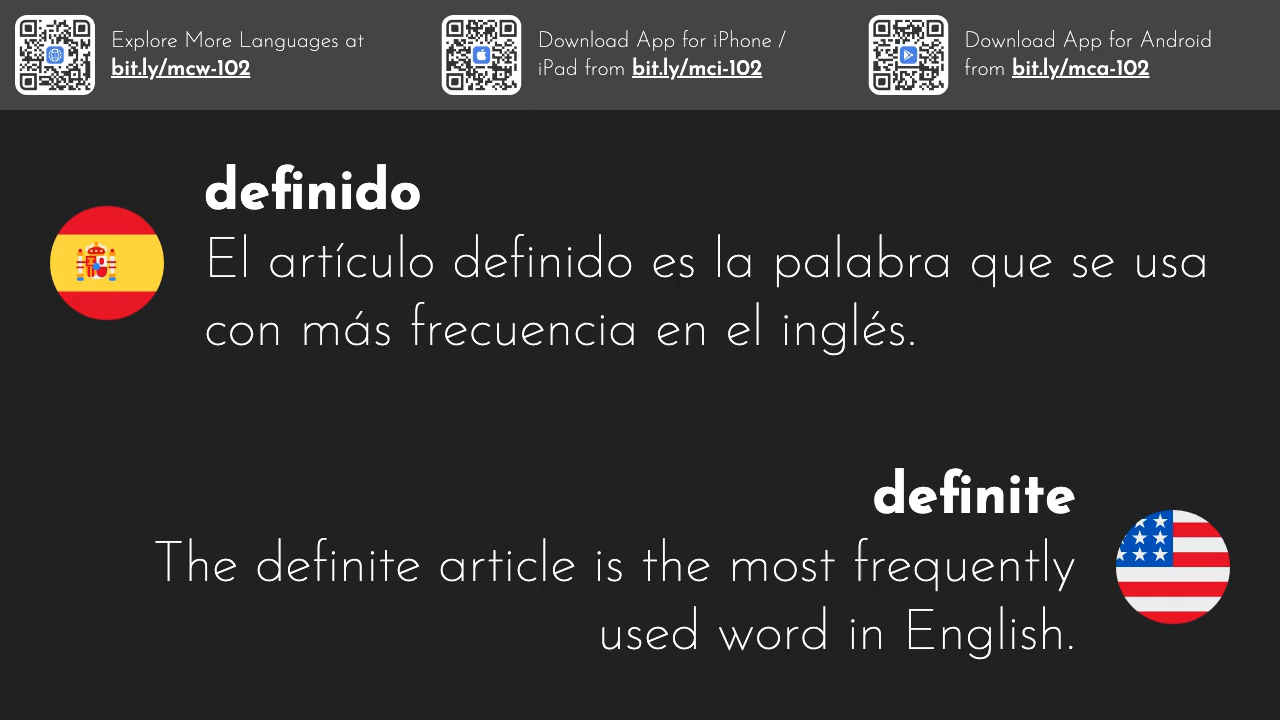 Explore More Languages at
bit.ly/mcw-102
Download App for iPhone /
iPad from bit.ly/mci-102
Download App for Android
from bit.ly/mca-102
definido
El artículo definido es la palabra que se usa
con más frecuencia en el inglés.
definite
The definite article is the most frequently
used word in English.